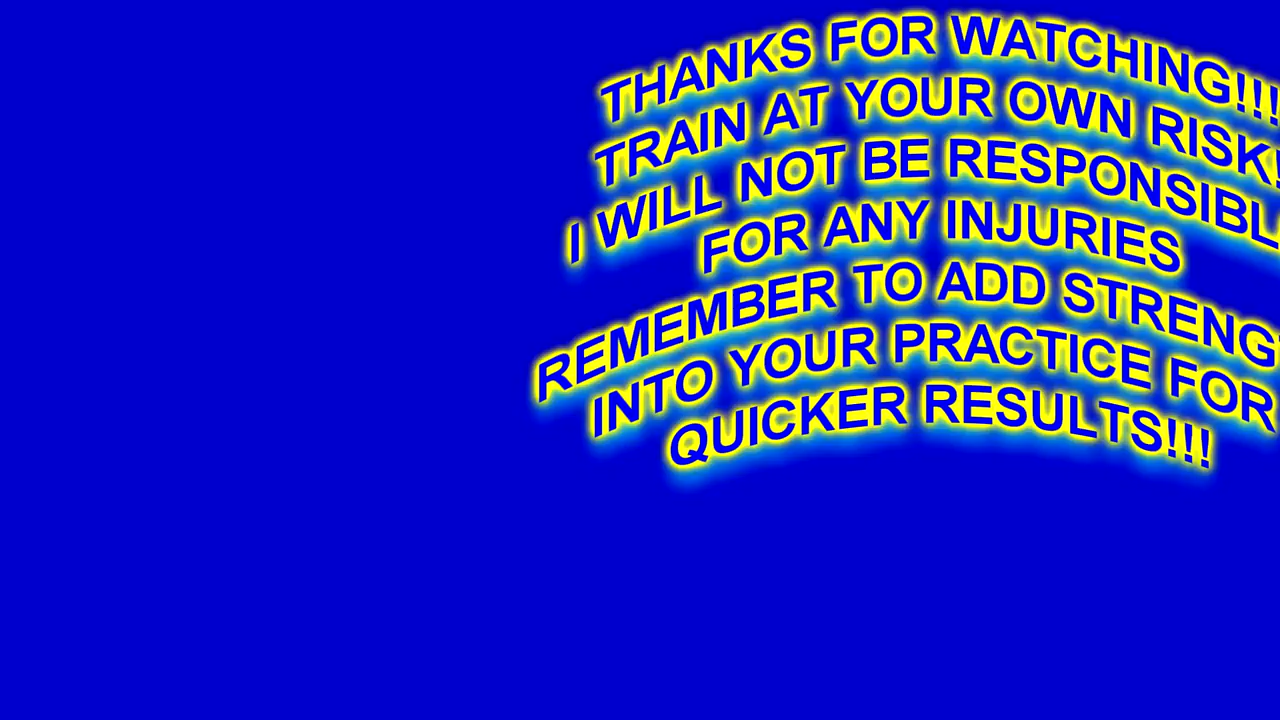 THANKS FOR WATCHING!!!
TRAIN AT YOUR OWN RISK!
I WILL NOT BE RESPONSIBL
FOR ANY INJURIES
REMEMBER TO ADD STRENGT
INTO YOUR PRACTICE FOR
QUICKER RESULTS!!!